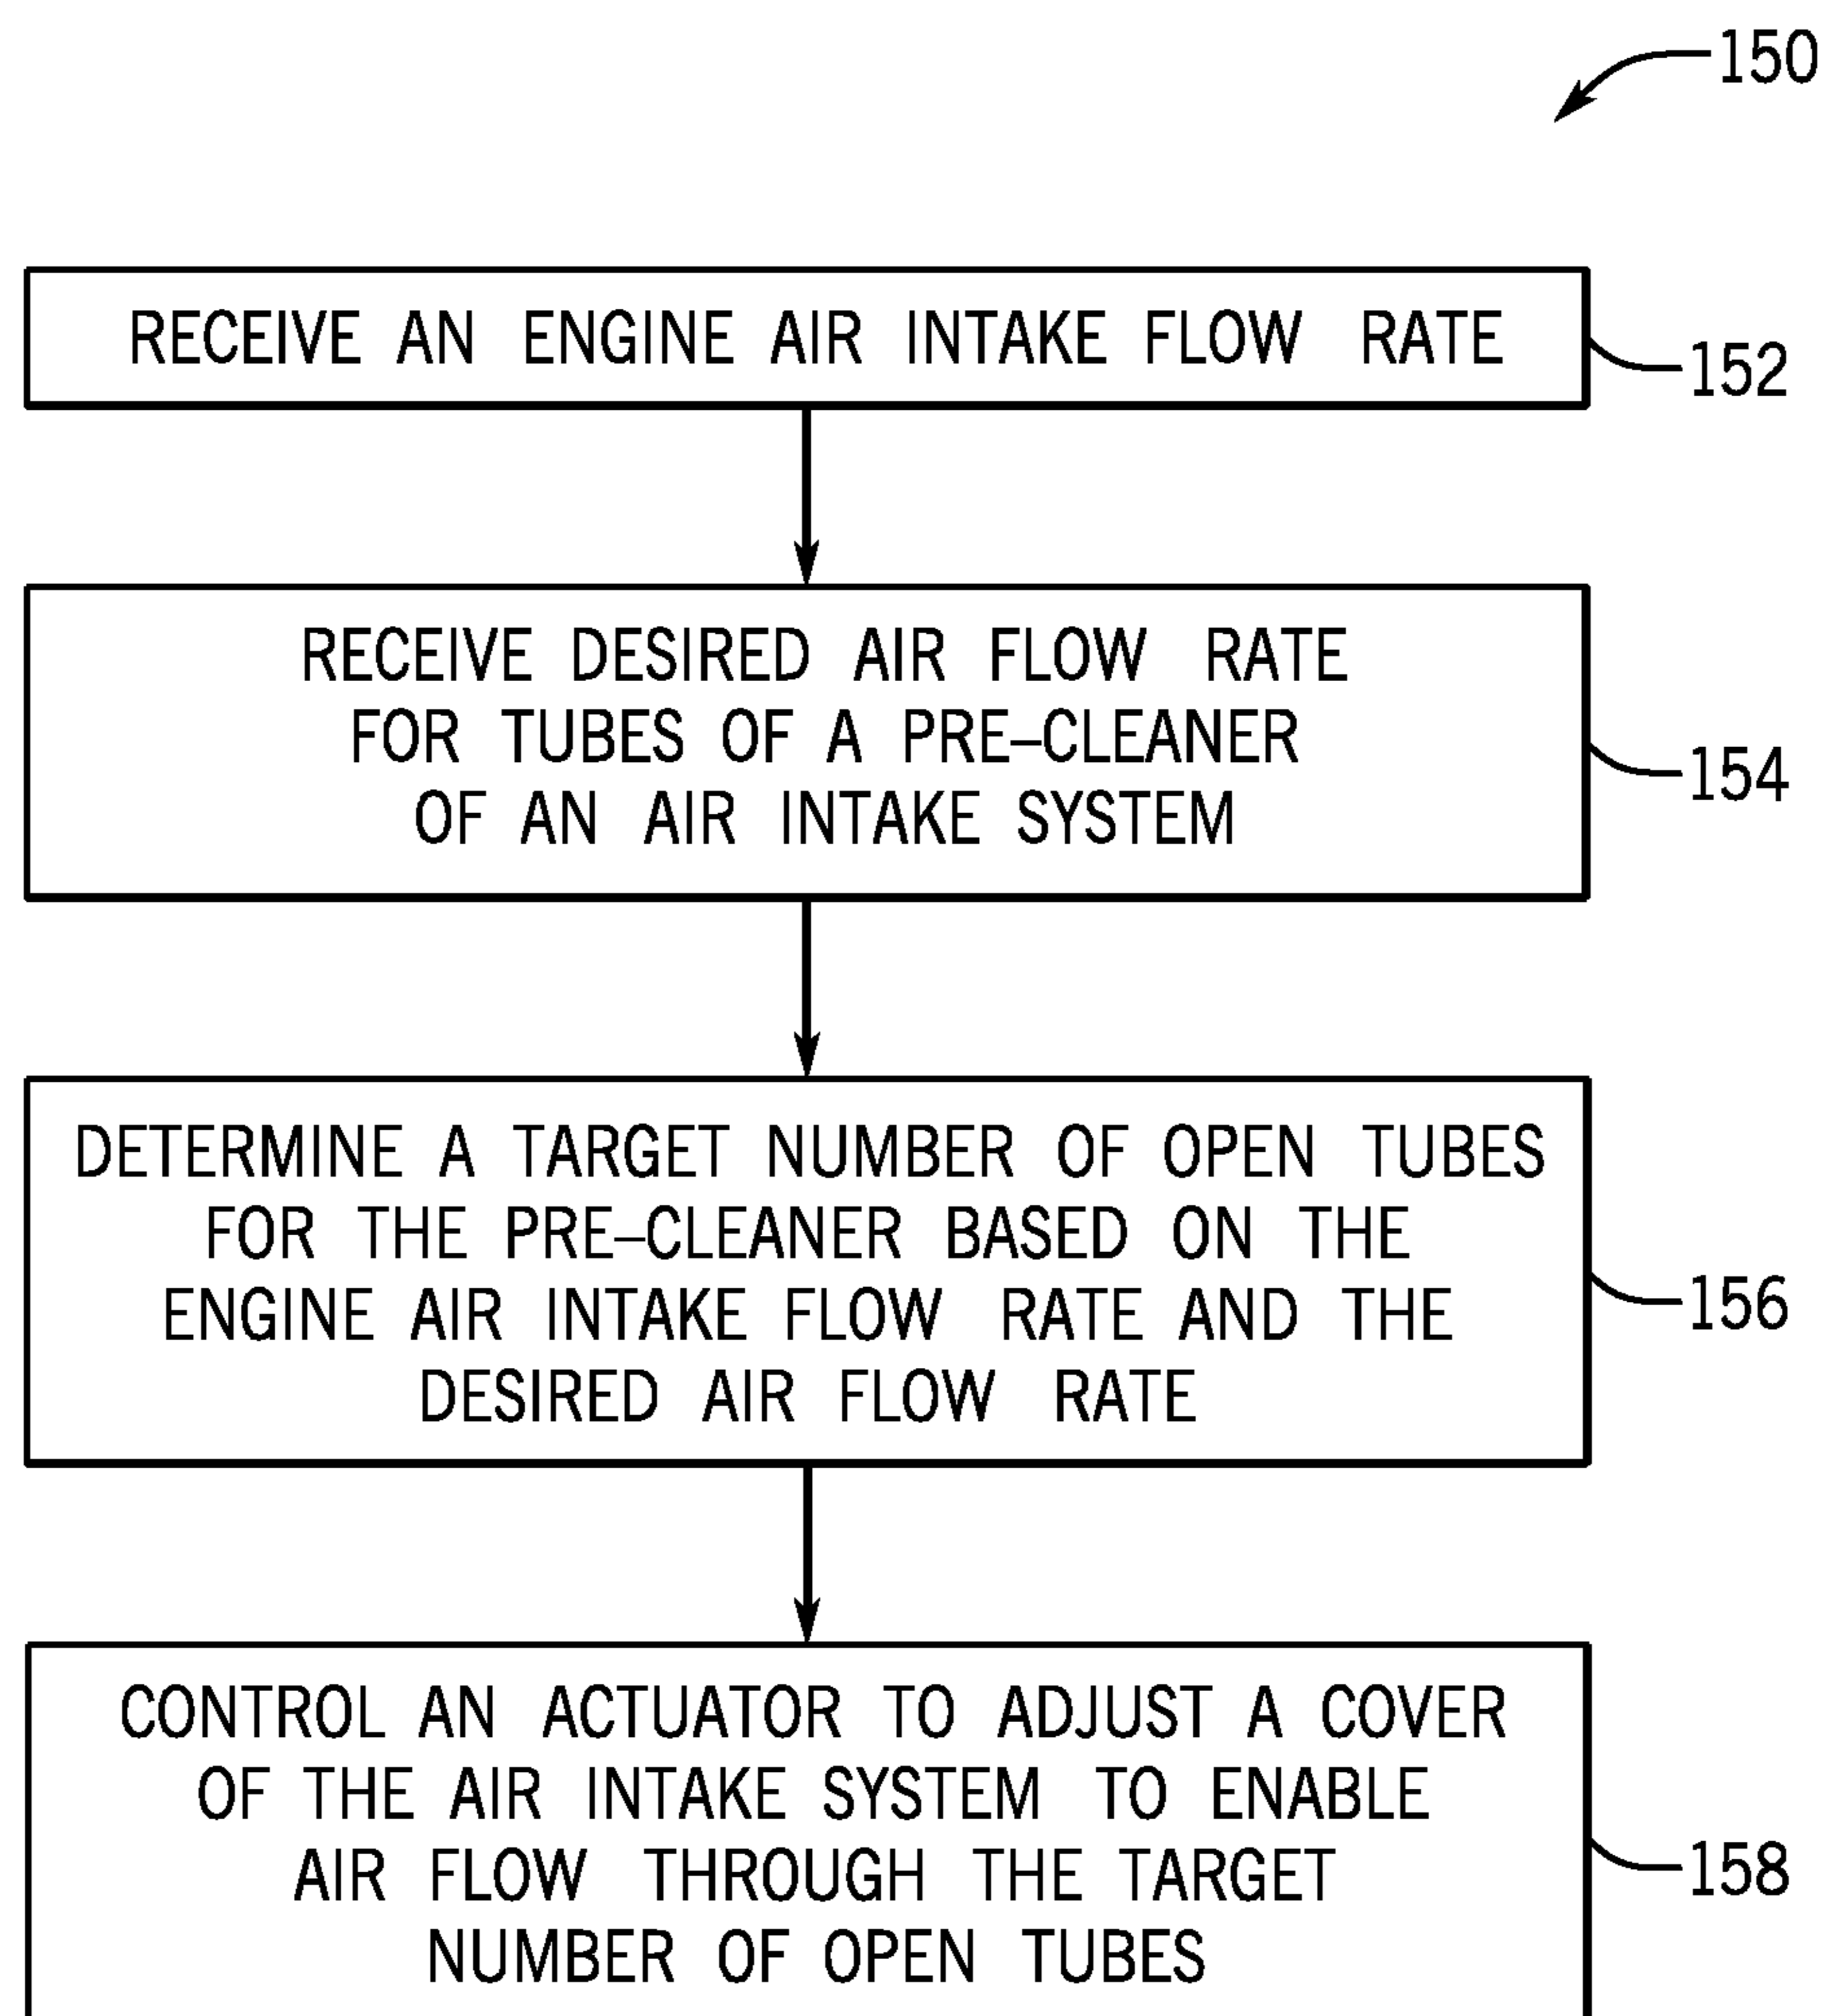 150
RECEIVE AN ENGINE AIR INTAKE FLOW RATE
152
RECEIVE DESIRED AIR FLOW RATE
FOR TUBES OF A PRE–CLEANER
OF AN AIR INTAKE SYSTEM
154
DETERMINE A TARGET NUMBER OF OPEN TUBES
FOR THE PRE–CLEANER BASED ON THE
ENGINE AIR INTAKE FLOW RATE AND THE
DESIRED AIR FLOW RATE
156
CONTROL AN ACTUATOR TO ADJUST A COVER
OF THE AIR INTAKE SYSTEM TO ENABLE
AIR FLOW THROUGH THE TARGET
NUMBER OF OPEN TUBES
158